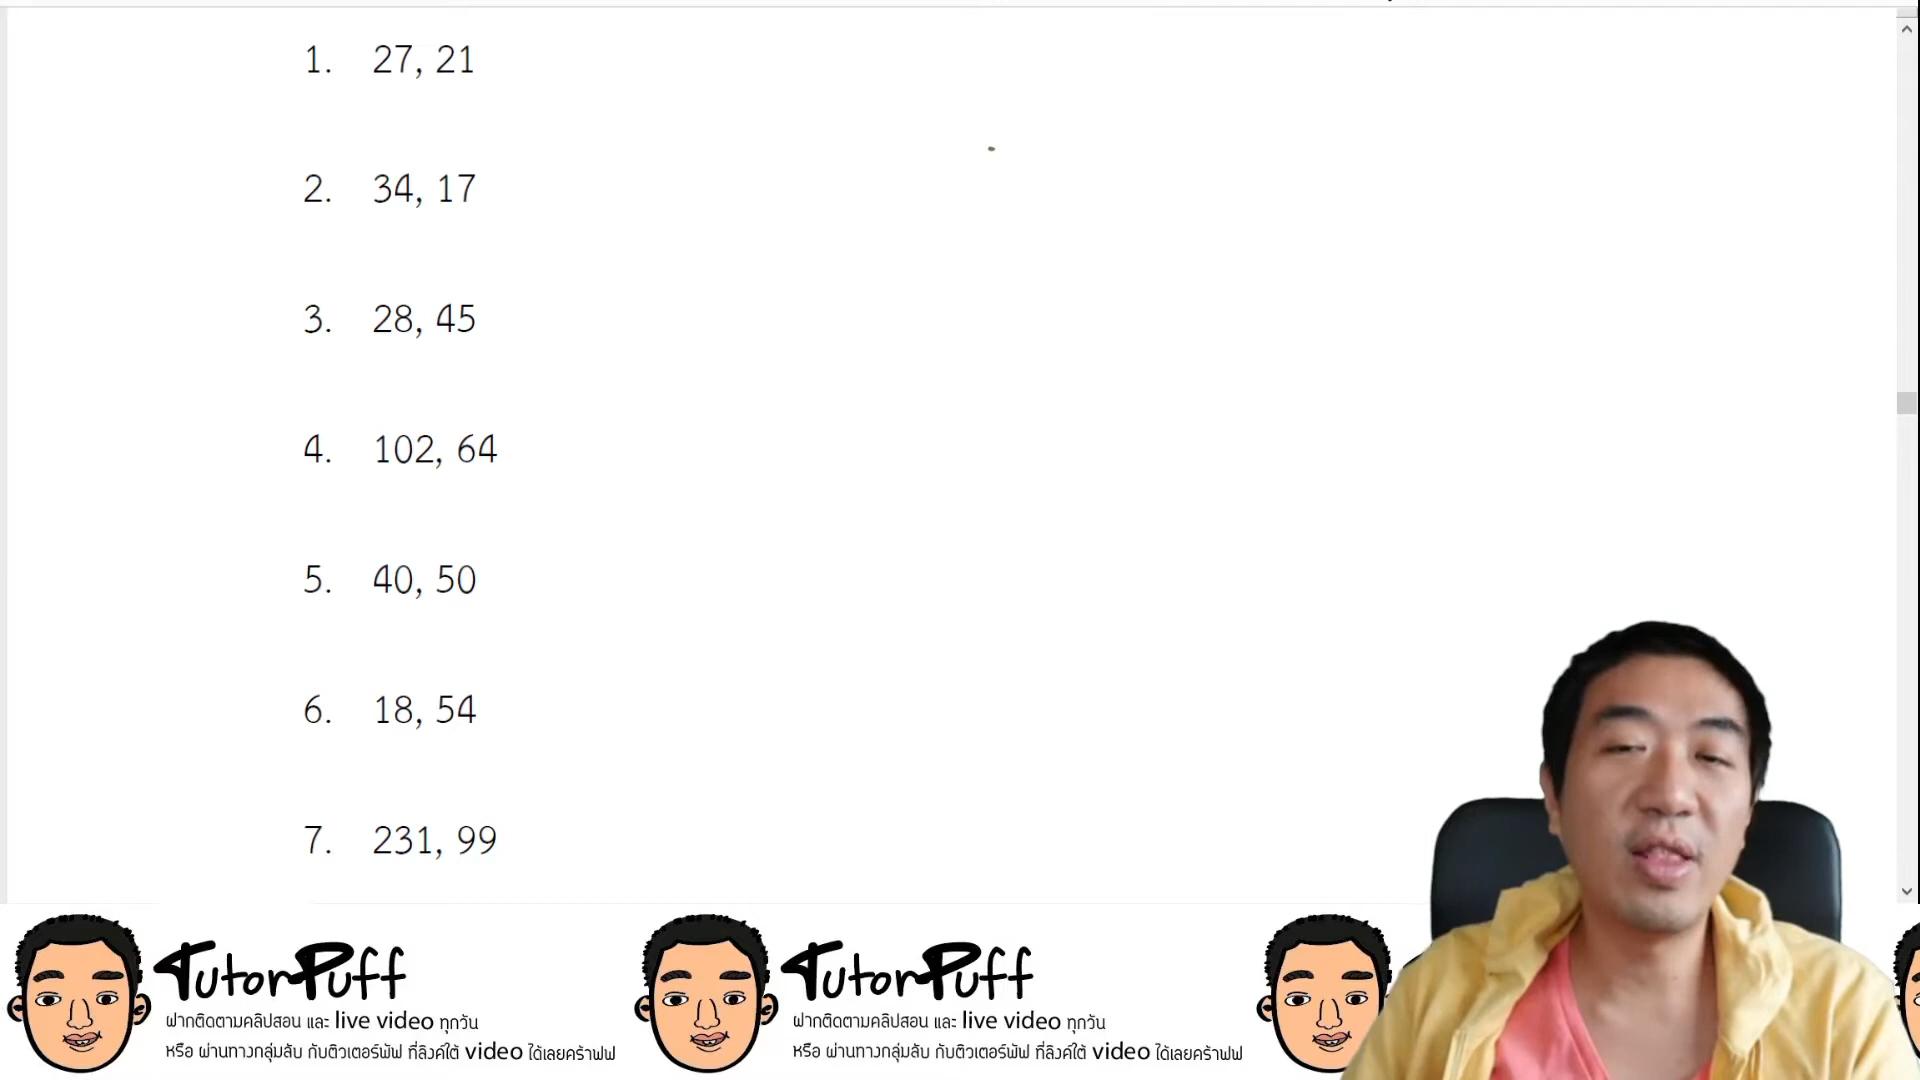 1. 27, 21
2. 34, 17
3. 28, 45
4. 102, 64
5. 40, 50
6. 18, 54
7. 231, 99
TutorPuff
ฝากติดตามคลิปสอน และ live video ทุกวัน
หรือ ผ่านทางกลุ่มลับ กับติวเตอร์พัฟ ที่ลิงค์ใต้ video ได้เลยคร้าฟฟ
TutorPuff
ฝากติดตามคลิปสอน และ live video ทุกวัน
หรือ ผ่านทางกลุ่มลับ กับติวเตอร์พัฟ ที่ลิงค์ใต้ video ได้เลยคร้าฟฟ